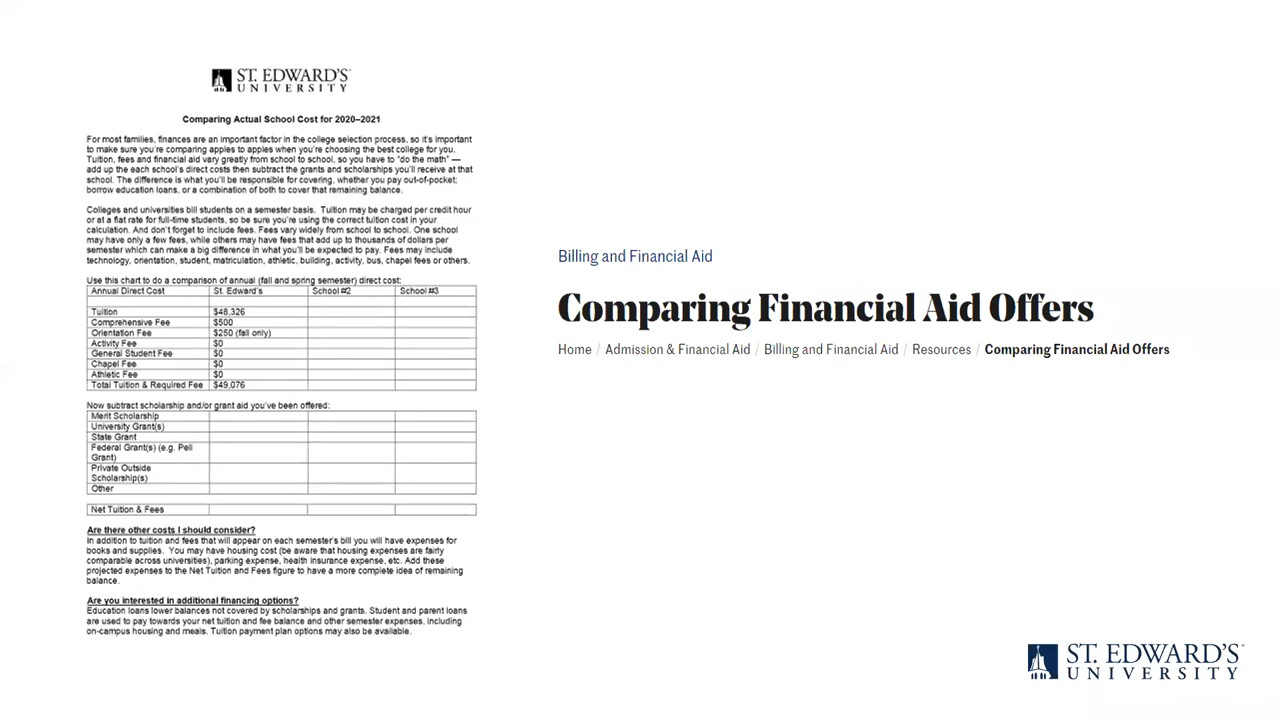 ST. EDWARD'S
UNIVERSITY
Comparing Actual School Cost for 2020–2021
For most families, finances are an important factor in the college selection process, so it's important
to make sure you're comparing apples to apples when you're choosing the best college for you.
Tuition, fees and financial aid vary greatly from school to school, so you have to "do the math" —
add up the each school's direct costs then subtract the grants and scholarships you'll receive at that
school. The difference is what you'll be responsible for covering, whether you pay out-of-pocket;
borrow education loans, or a combination of both to cover that remaining balance.
Colleges and universities bill students on a semester basis. Tuition may be charged per credit hour
or at a flat rate for full-time students, so be sure you're using the correct tuition cost in your
calculation. And don't forget to include fees. Fees vary widely from school to school. One school
may have only a few fees, while others may have fees that add up to thousands of dollars per
semester which can make a big difference in what you'll be expected to pay. Fees may include
technology, orientation, student, matriculation, athletic, building, activity, bus, chapel fees or others.
Use this chart to do a comparison of annual (fall and spring semester) direct cost:
Annual Direct Cost St. Edward's School #2 School #3
Tuition $48,326
Comprehensive Fee $500
Orientation Fee $250 (fall only)
Activity Fee $0
General Student Fee $0
Chapel Fee $0
Athletic Fee $0
Total Tuition & Required Fee $49,076
Now subtract scholarship and/or grant aid you've been offered:
Merit Scholarship
University Grant(s)
State Grant
Federal Grant(s) (e.g. Pell
Grant)
Private Outside
Scholarship(s)
Other
Net Tuition & Fees
Are there other costs I should consider?
In addition to tuition and fees that will appear on each semester's bill you will have expenses for
books and supplies. You may have housing cost (be aware that housing expenses are fairly
comparable across universities), parking expense, health insurance expense, etc. Add these
projected expenses to the Net Tuition and Fees figure to have a more complete idea of remaining
balance.
Are you interested in additional financing options?
Education loans lower balances not covered by scholarships and grants. Student and parent loans
are used to pay towards your net tuition and fee balance and other semester expenses, including
on-campus housing and meals. Tuition payment plan options may also be available.
Billing and Financial Aid
Comparing Financial Aid Offers
Home / Admission & Financial Aid / Billing and Financial Aid / Resources / Comparing Financial Aid Offers
ST. EDWARD'S
UNIVERSITY